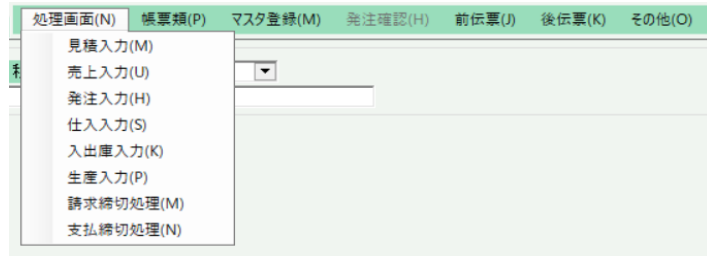 処理画面(N) 帳票類(P) マスタ登録(M) 発注確認(H) 前伝票(J) 後伝票(K) その他(O)
見積入力(M)
売上入力(U)
発注入力(H)
仕入入力(S)
入出庫入力(K)
生産入力(P)
請求締切処理(M)
支払締切処理(N)